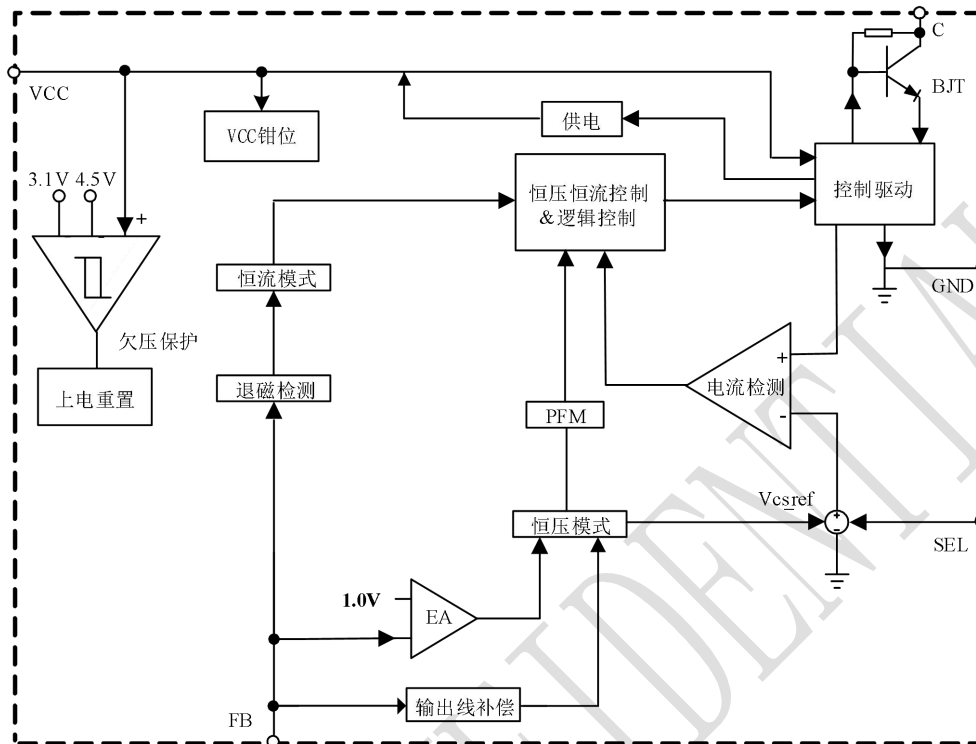 C
VCC
BJT
VCC钳位
供电
3.1V 4.5V
+
恒压恒流控制
&逻辑控制
控制驱动
恒流模式
GND
欠压保护
上电重置
退磁检测
+
电流检测
-
PFM
Vcsref
恒压模式
+
-
SEL
1.0V
EA
FB
输出线补偿
IDENTIAL